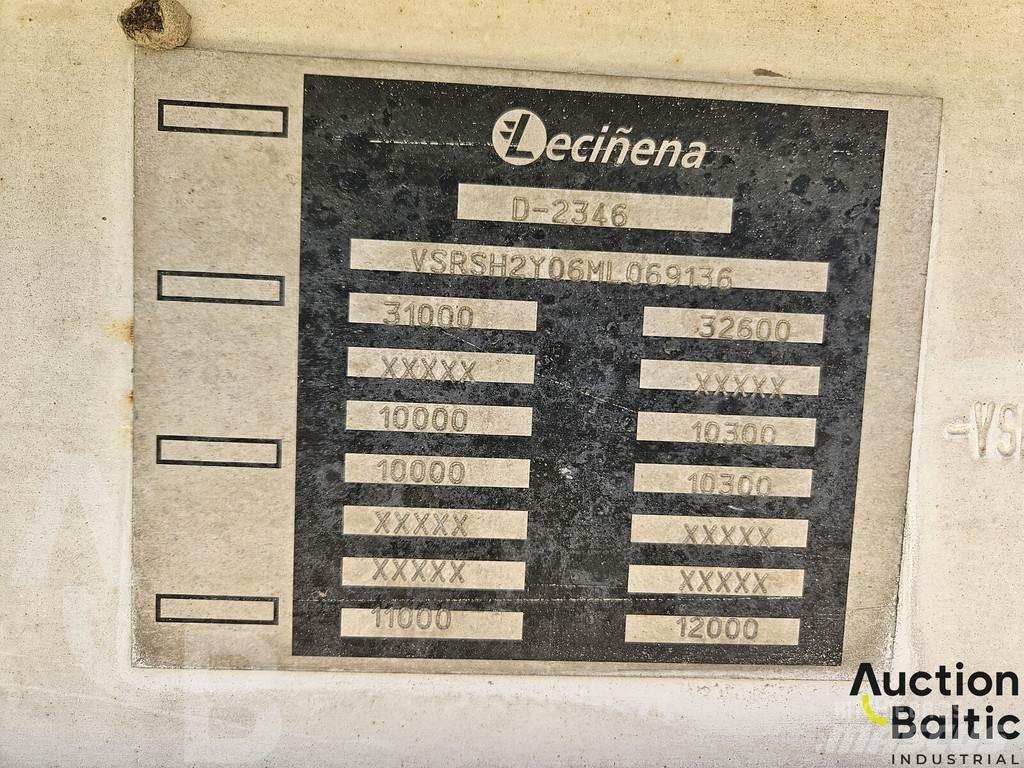 Leciñena
D-2346
VSRSH2Y06ML069136
31000 32600
XXXXX XXXXX
10000 10300
10000 10300
XXXXX XXXXX
XXXXX XXXXX
11000 12000
Auction
Baltic
INDUSTRIAL